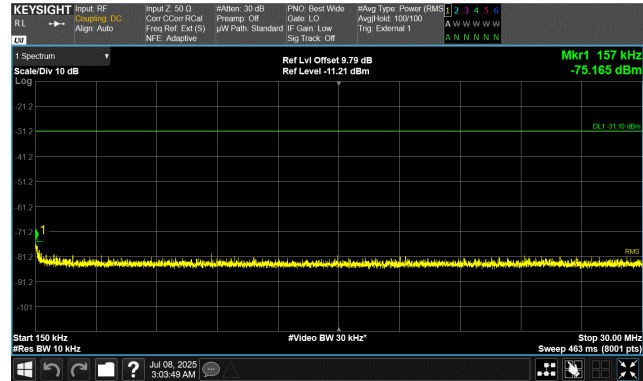 KEYSIGHT
RL
LXI
Input: RF
Coupling: DC
Align: Auto
Input Z: 50 Ω
Corr CCorr RCal
Freq Ref: Ext (S)
NFE: Adaptive
#Atten: 30 dB
Preamp: Off
µW Path: Standard
PNO: Best Wide
Gate: LO
IF Gain: Low
Sig Track: Off
#Avg Type: Power (RMS
Avg|Hold: 100/100
Trig: External 1
1 2 3 4 5 6
A W W W W W
A N N N N N
1 Spectrum
Scale/Div 10 dB
Ref Lvl Offset 9.79 dB
Ref Level -11.21 dBm
Mkr1 157 kHz
-75.165 dBm
Log
-21.2
-31.2
DL1 -31.10 dBm
-41.2
-51.2
-61.2
-71.2
1
-81.2
RMS
-91.2
-101
Start 150 kHz
#Res BW 10 kHz
#Video BW 30 kHz*
Stop 30.00 MHz
Sweep 463 ms (8001 pts)
?
Jul 08, 2025
3:03:49 AM